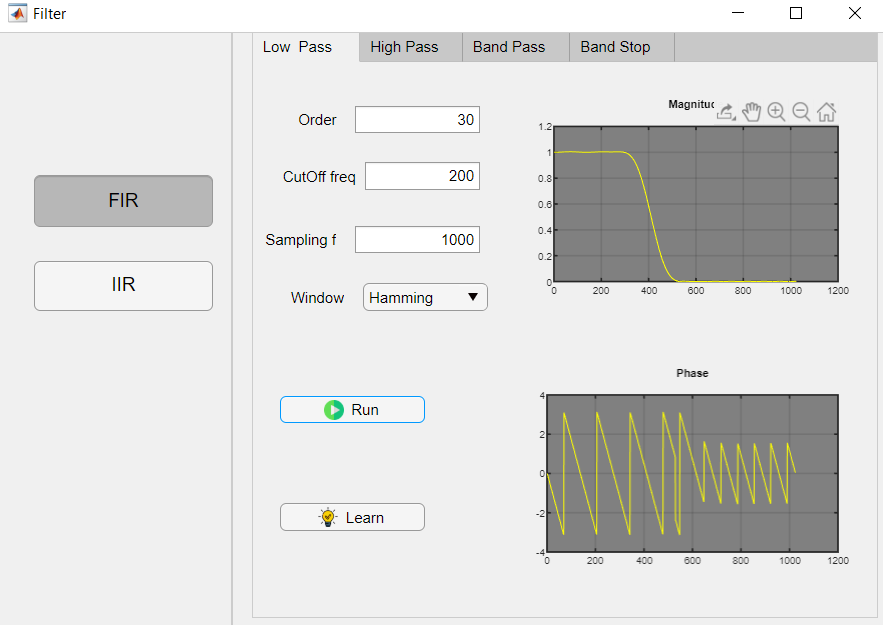 Filter
Low  Pass
High Pass
Band Pass
Band Stop
FIR
IIR
Order
30
CutOff freq
200
Sampling f
1000
Window
Hamming
Run
Learn
Magnituc
1.2
1
0.8
0.6
0.4
0.2
0
0 200 400 600 800 1000 1200
Phase
4
2
0
-2
-4
0 200 400 600 800 1000 1200